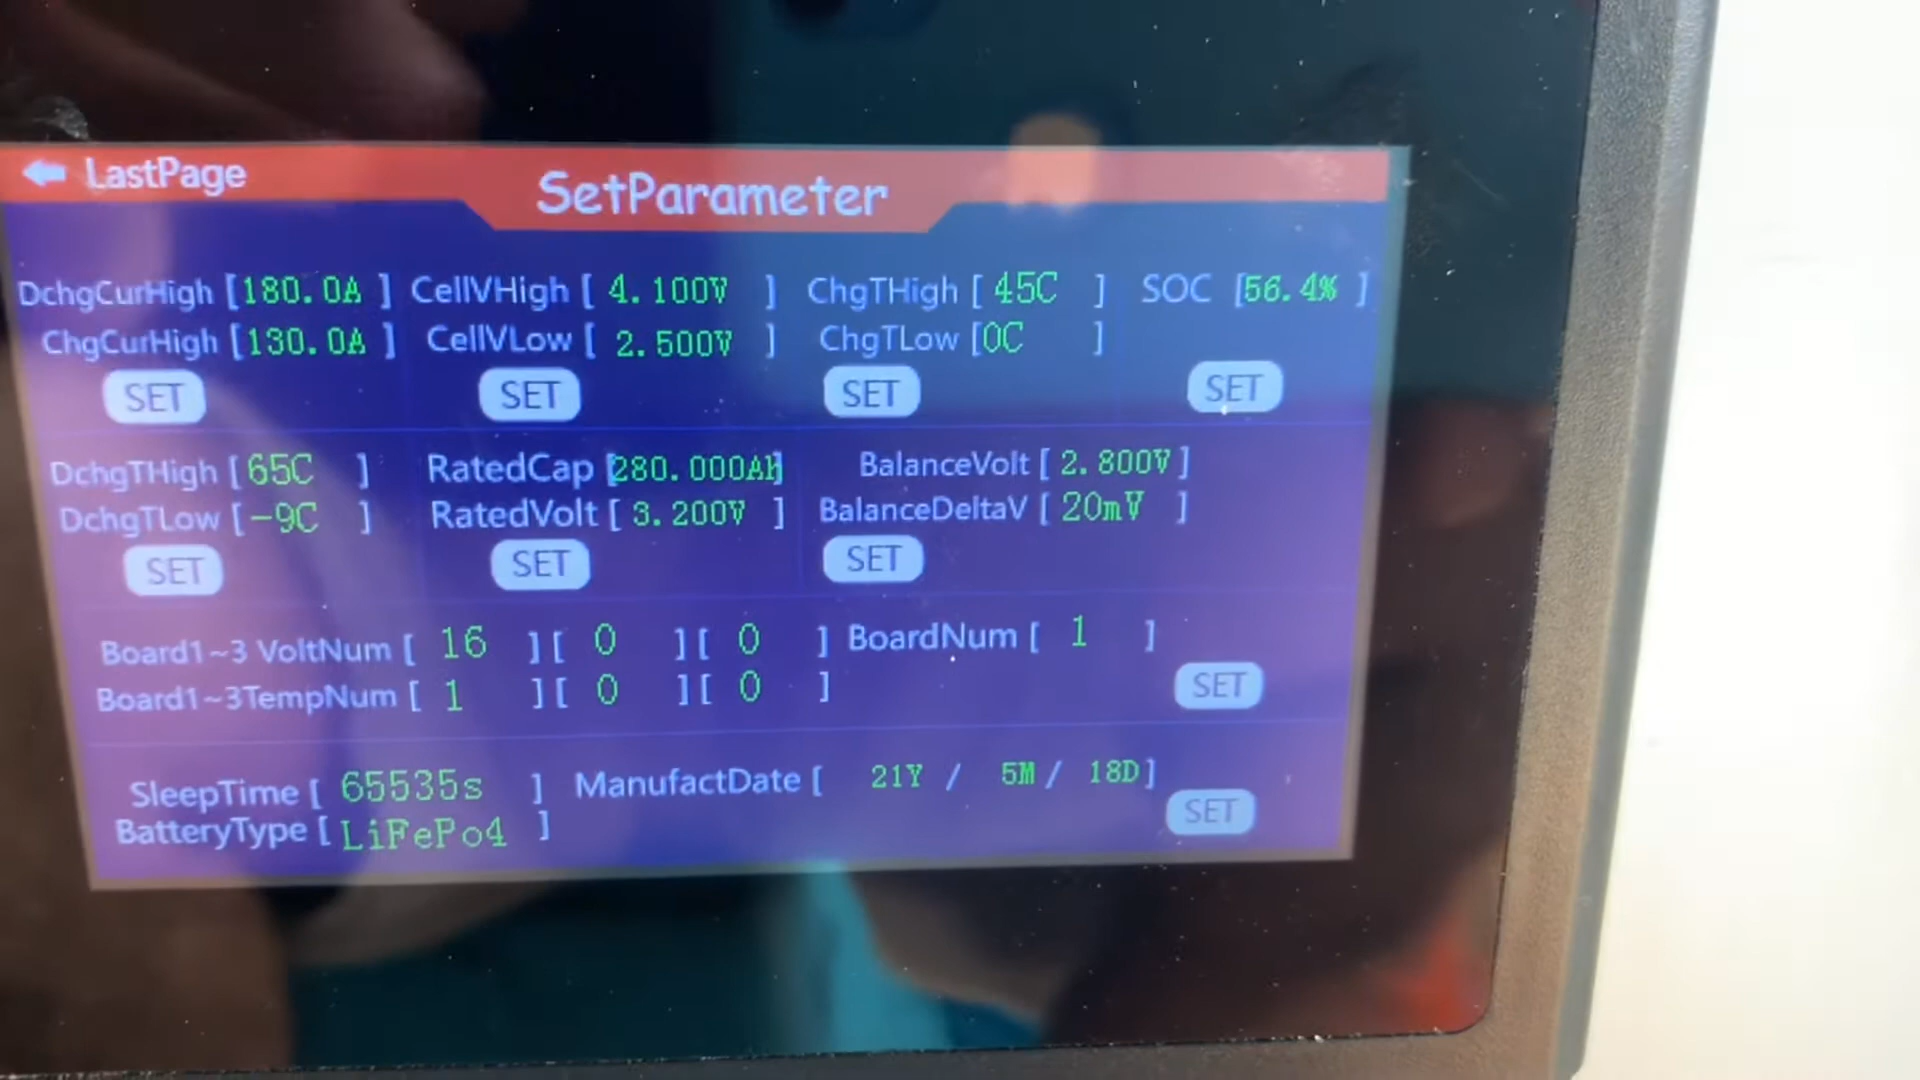 LastPage
SetParameter
DchgCurHigh [180.0A ] CellVHigh [ 4.100V ] ChgTHigh [ 45C ] SOC [56.4% ]
ChgCurHigh [130.0A ] CellVLow [ 2.500V ] ChgTLow [0C ]
SET SET SET SET
DchgTHigh [ 65C ] RatedCap [280.000Ah] BalanceVolt [ 2.800V ]
DchgTLow [ -9C ] RatedVolt [ 3.200V ] BalanceDeltaV [ 20mV ]
SET SET SET
Board1~3 VoltNum [ 16 ][ 0 ][ 0 ] BoardNum [ 1 ]
Board1~3TempNum [ 1 ][ 0 ][ 0 ]
SET
SleepTime [ 65535s ] ManufactDate [ 21Y / 5M / 18D]
BatteryType [ LiFePo4 ]
SET